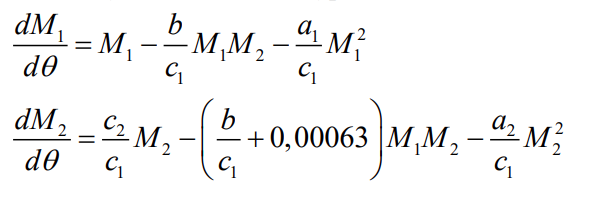 dM₁/dθ = M₁ − (b/c₁) M₁M₂ − (a₁/c₁) M₁²
dM₂/dθ = (c₂/c₁) M₂ − (b/c₁ + 0,00063) M₁M₂ − (a₂/c₁) M₂²